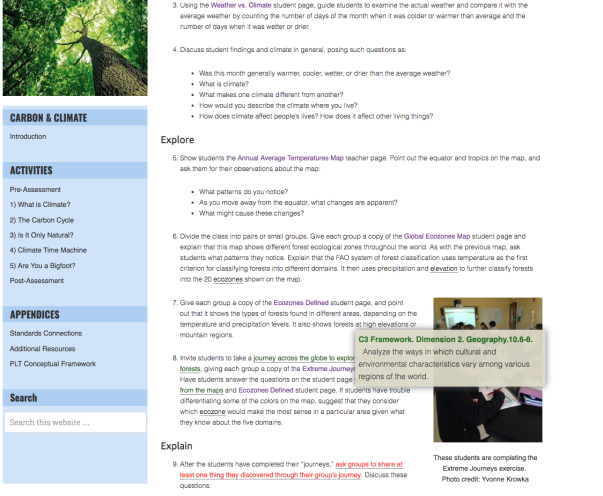 CARBON & CLIMATE
Introduction
ACTIVITIES
Pre-Assessment
1) What is Climate?
2) The Carbon Cycle
3) Is It Only Natural?
4) Climate Time Machine
5) Are You a Bigfoot?
Post-Assessment
APPENDICES
Standards Connections
Additional Resources
PLT Conceptual Framework
Search
Search this website ...
3. Using the Weather vs. Climate student page, guide students to examine the actual weather and compare it with the
average weather by counting the number of days of the month when it was colder or warmer than average and the
number of days when it was wetter or drier.
4. Discuss student findings and climate in general, posing such questions as:
• Was this month generally warmer, cooler, wetter, or drier than the average weather?
• What is climate?
• What makes one climate different from another?
• How would you describe the climate where you live?
• How does climate affect people's lives? How does it affect other living things?
Explore
5. Show students the Annual Average Temperatures Map teacher page. Point out the equator and tropics on the map, and
ask them for their observations about the map:
• What patterns do you notice?
• As you move away from the equator, what changes are apparent?
• What might cause these changes?
6. Divide the class into pairs or small groups. Give each group a copy of the Global Ecozones Map student page and
explain that this map shows different forest ecological zones throughout the world. As with the previous map, ask
students what patterns they notice. Explain that the FAO system of forest classification uses temperature as the first
criterion for classifying forests into different domains. It then uses precipitation and elevation to further classify forests
into the 20 ecozones shown on the map.
7. Give each group a copy of the Ecozones Defined student page, and point
out that it shows the types of forests found in different areas, depending on the
temperature and precipitation levels. It also shows forests at high elevations or
mountain regions.
8. Invite students to take a journey across the globe to explor
forests, giving each group a copy of the Extreme Journey
Have students answer the questions on the student page
from the maps and Ecozones Defined student page. If students have trouble
differentiating some of the colors on the map, suggest that they consider
which ecozone would make the most sense in a particular area given what
they know about the five domains.
C3 Framework. Dimension 2. Geography.10.6-8.
Analyze the ways in which cultural and
environmental characteristics vary among various
regions of the world.
These students are completing the
Extreme Journeys exercise.
Photo credit: Yvonne Krowka
Explain
9. After the students have completed their "journeys," ask groups to share at
least one thing they discovered through their group's journey. Discuss these
questions: